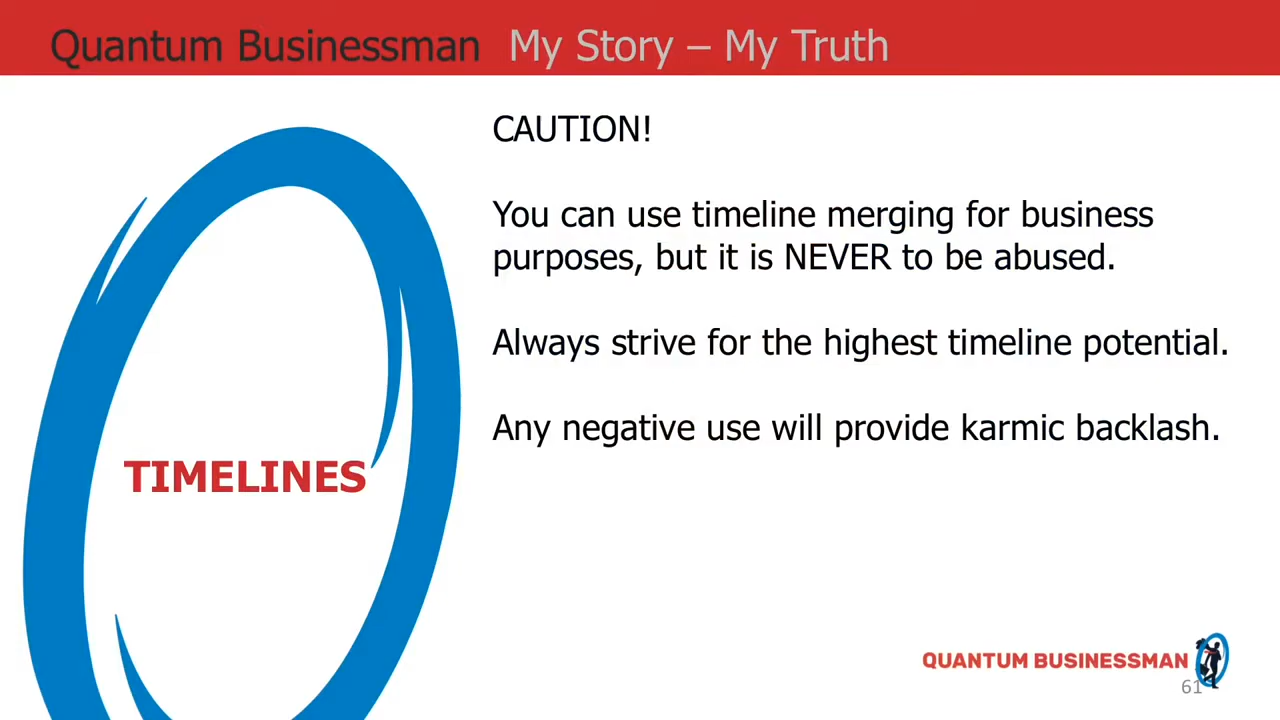 Quantum Businessman My Story – My Truth
CAUTION!
You can use timeline merging for business
purposes, but it is NEVER to be abused.
Always strive for the highest timeline potential.
Any negative use will provide karmic backlash.
TIMELINES
QUANTUM BUSINESSMAN
61